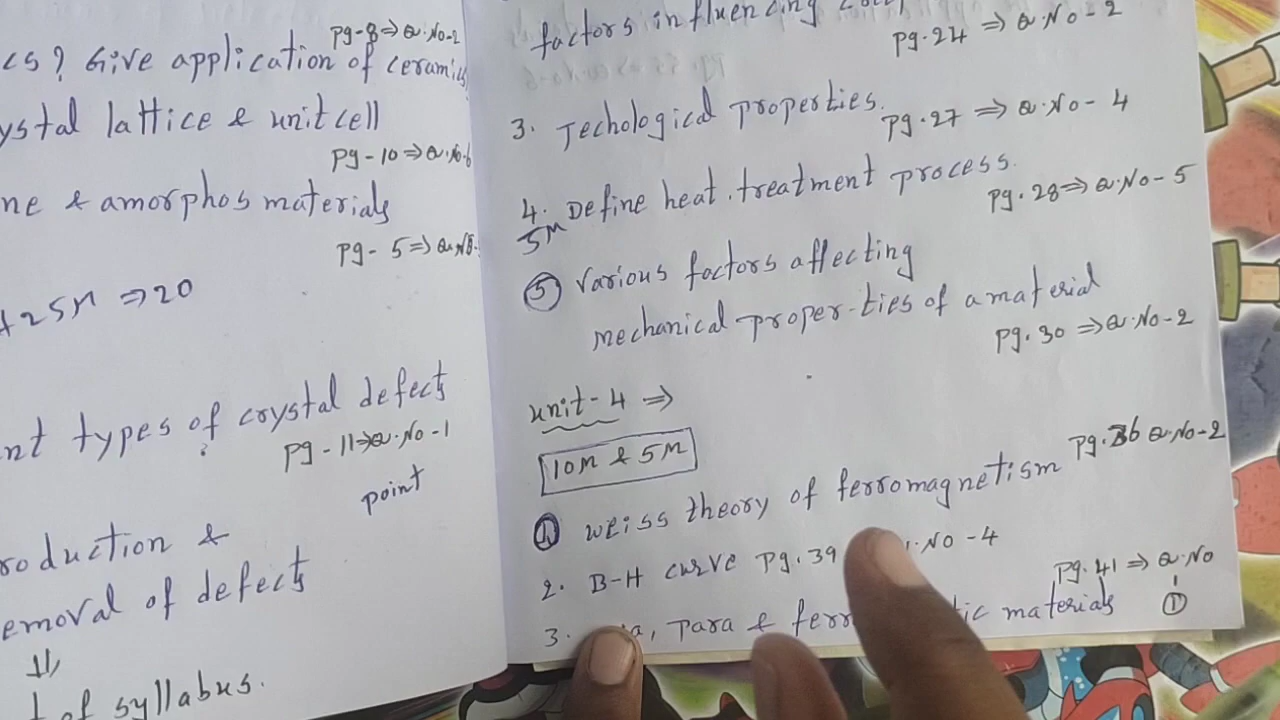 Pg-8⇒Q.No-2
cs? Give application of ceramics
ystal lattice & unit cell
Pg-10⇒Q.No.6
ne & amorphos materials
Pg- 5⇒Q.No.
+25M ⇒20
nt types of crystal defects
Pg-11⇒Q.No-1
point
roduction &
emoval of defects
of syllabus.
factors influencing
Pg.24 ⇒ Q.No-2
3. Techological properties.
Pg.27 ⇒ Q.No-4
4. Define heat.treatment process.
5M
Pg.28⇒Q.No-5
5 Various factors affecting
mechanical proper-ties of a material
Pg.30 ⇒Q.No-2
unit-4 ⇒
10M & 5M
1 Weiss theory of ferromagnetism Pg.36 Q.No-2
2. B-H curve Pg.39 .No-4
Pg.41 ⇒ Q.No
1
3. a, Para & ferr tic materials